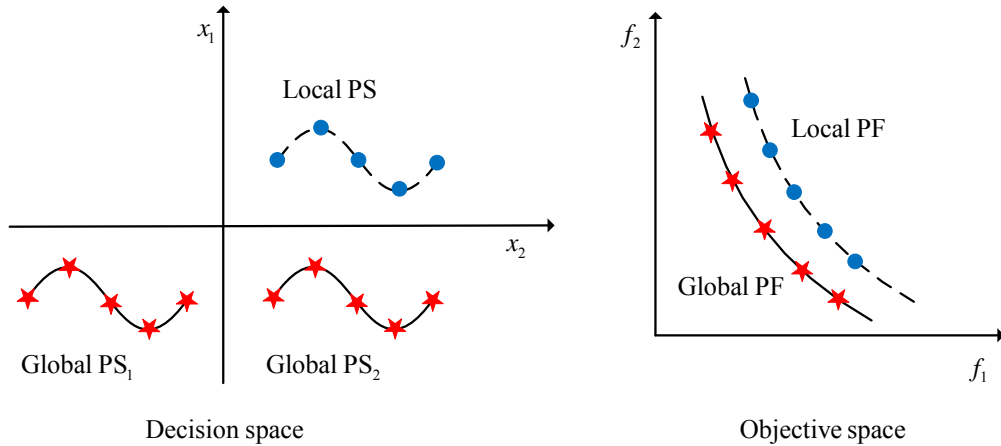 x₁
Local PS
x₂
Global PS₁
Global PS₂
Decision space
f₂
Local PF
Global PF
f₁
Objective space